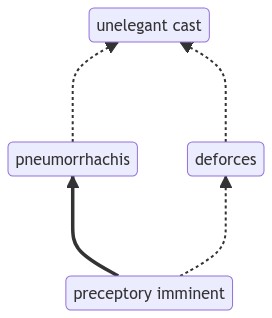 unelegant cast
pneumorrhachis
deforces
preceptory imminent